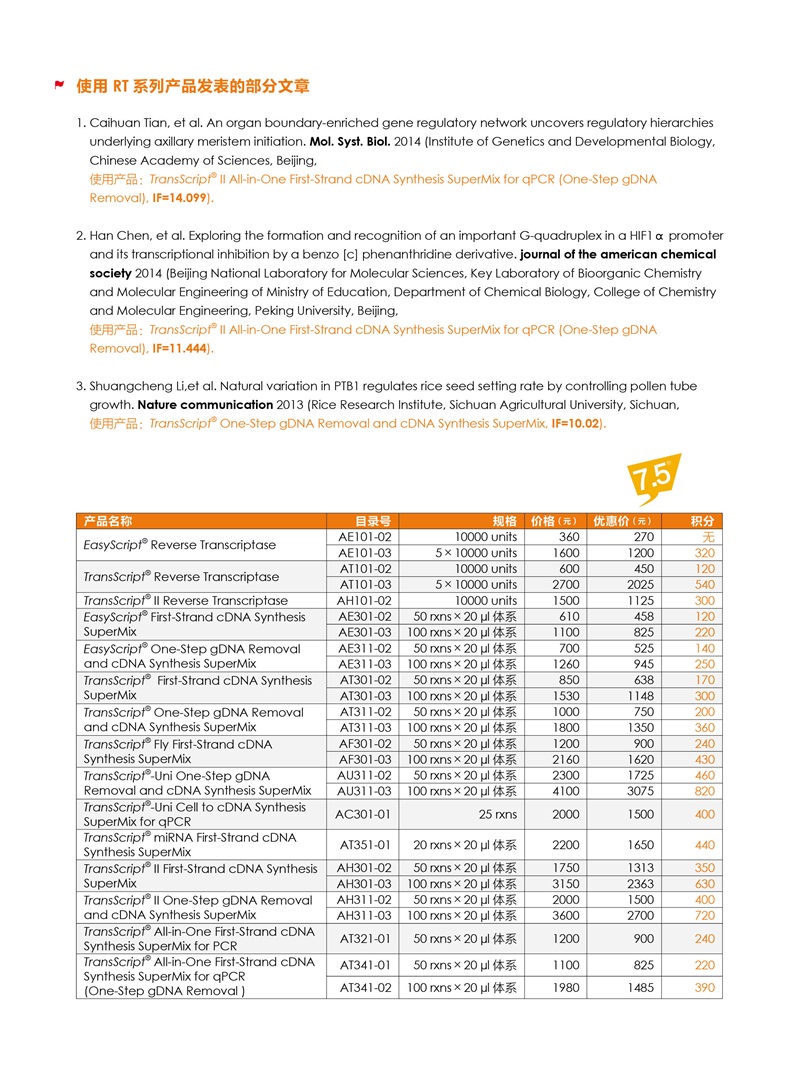 使用 RT 系列产品发表的部分文章
1. Caihuan Tian, et al. An organ boundary-enriched gene regulatory network uncovers regulatory hierarchies
underlying axillary meristem initiation. Mol. Syst. Biol. 2014 (Institute of Genetics and Developmental Biology,
Chinese Academy of Sciences, Beijing,
使用产品：TransScript® II All-in-One First-Strand cDNA Synthesis SuperMix for qPCR (One-Step gDNA
Removal), IF=14.099).
2. Han Chen, et al. Exploring the formation and recognition of an important G-quadruplex in a HIF1α promoter
and its transcriptional inhibition by a benzo [c] phenanthridine derivative. journal of the american chemical
society 2014 (Beijing National Laboratory for Molecular Sciences, Key Laboratory of Bioorganic Chemistry
and Molecular Engineering of Ministry of Education, Department of Chemical Biology, College of Chemistry
and Molecular Engineering, Peking University, Beijing,
使用产品：TransScript® II All-in-One First-Strand cDNA Synthesis SuperMix for qPCR (One-Step gDNA
Removal), IF=11.444).
3. Shuangcheng Li,et al. Natural variation in PTB1 regulates rice seed setting rate by controlling pollen tube
growth. Nature communication 2013 (Rice Research Institute, Sichuan Agricultural University, Sichuan,
使用产品：TransScript® One-Step gDNA Removal and cDNA Synthesis SuperMix, IF=10.02).
7.5
产品名称 目录号 规格 价格（元） 优惠价（元） 积分
EasyScript® Reverse Transcriptase
AE101-02 10000 units 360 270 无
AE101-03 5×10000 units 1600 1200 320
TransScript® Reverse Transcriptase
AT101-02 10000 units 600 450 120
AT101-03 5×10000 units 2700 2025 540
TransScript® II Reverse Transcriptase AH101-02 10000 units 1500 1125 300
EasyScript® First-Strand cDNA Synthesis
SuperMix
AE301-02 50 rxns×20 μl 体系 610 458 120
AE301-03 100 rxns×20 μl 体系 1100 825 220
EasyScript® One-Step gDNA Removal
and cDNA Synthesis SuperMix
AE311-02 50 rxns×20 μl 体系 700 525 140
AE311-03 100 rxns×20 μl 体系 1260 945 250
TransScript® First-Strand cDNA Synthesis
SuperMix
AT301-02 50 rxns×20 μl 体系 850 638 170
AT301-03 100 rxns×20 μl 体系 1530 1148 300
TransScript® One-Step gDNA Removal
and cDNA Synthesis SuperMix
AT311-02 50 rxns×20 μl 体系 1000 750 200
AT311-03 100 rxns×20 μl 体系 1800 1350 360
TransScript® Fly First-Strand cDNA
Synthesis SuperMix
AF301-02 50 rxns×20 μl 体系 1200 900 240
AF301-03 100 rxns×20 μl 体系 2160 1620 430
TransScript®-Uni One-Step gDNA
Removal and cDNA Synthesis SuperMix
AU311-02 50 rxns×20 μl 体系 2300 1725 460
AU311-03 100 rxns×20 μl 体系 4100 3075 820
TransScript®-Uni Cell to cDNA Synthesis
SuperMix for qPCR
AC301-01 25 rxns 2000 1500 400
TransScript® miRNA First-Strand cDNA
Synthesis SuperMix
AT351-01 20 rxns×20 μl 体系 2200 1650 440
TransScript® II First-Strand cDNA Synthesis
SuperMix
AH301-02 50 rxns×20 μl 体系 1750 1313 350
AH301-03 100 rxns×20 μl 体系 3150 2363 630
TransScript® II One-Step gDNA Removal
and cDNA Synthesis SuperMix
AH311-02 50 rxns×20 μl 体系 2000 1500 400
AH311-03 100 rxns×20 μl 体系 3600 2700 720
TransScript® All-in-One First-Strand cDNA
Synthesis SuperMix for PCR
AT321-01 50 rxns×20 μl 体系 1200 900 240
TransScript® All-in-One First-Strand cDNA
Synthesis SuperMix for qPCR
(One-Step gDNA Removal )
AT341-01 50 rxns×20 μl 体系 1100 825 220
AT341-02 100 rxns×20 μl 体系 1980 1485 390